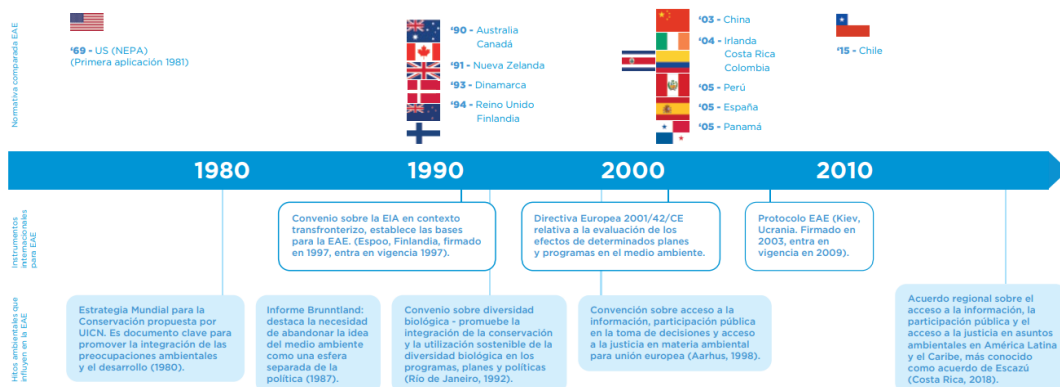 Normativa comparada EAE
'69 - US (NEPA)
(Primera aplicación 1981)
'90 - Australia
Canadá
'91 - Nueva Zelanda
'93 - Dinamarca
'94 - Reino Unido
Finlandia
'03 - China
'04 - Irlanda
Costa Rica
Colombia
'05 - Perú
'05 - España
'05 - Panamá
'15 - Chile
1980
1990
2000
2010
Instrumentos
internacionales
para EAE
Convenio sobre la EIA en contexto
transfronterizo, establece las bases
para la EAE. (Espoo, Finlandia, firmado
en 1997, entra en vigencia 1997).
Directiva Europea 2001/42/CE
relativa a la evaluación de los
efectos de determinados planes
y programas en el medio ambiente.
Protocolo EAE (Kiev,
Ucrania. Firmado en
2003, entra en
vigencia en 2009).
Hitos ambientales que
influyen en la EAE
Estrategia Mundial para la
Conservación propuesta por
UICN. Es documento clave para
promover la integración de las
preocupaciones ambientales
y el desarrollo (1980).
Informe Brunntland:
destaca la necesidad
de abandonar la idea
del medio ambiente
como una esfera
separada de la
política (1987).
Convenio sobre diversidad
biológica - promuebe la
integración de la conservación
y la utilización sostenible de la
diversidad biológica en los
programas, planes y políticas
(Río de Janeiro, 1992).
Convención sobre acceso a la
información, participación pública
en la toma de decisiones y acceso
a la justicia en materia ambiental
para unión europea (Aarhus, 1998).
Acuerdo regional sobre el
acceso a la información, la
participación pública y el
acceso a la justicia en asuntos
ambientales en América Latina
y el Caribe, más conocido
como acuerdo de Escazú
(Costa Rica, 2018).